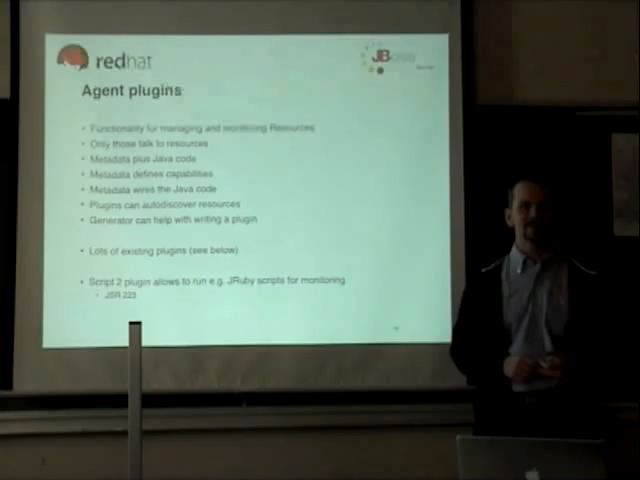 redhat
JBoss
Agent plugins
• Functionality for managing and monitoring Resources
• Only those talk to resources
• Metadata plus Java code
• Metadata defines capabilities
• Metadata wires the Java code
• Plugins can autodiscover resources
• Generator can help with writing a plugin
• Lots of existing plugins (see below)
• Script 2 plugin allows to run e.g. JRuby scripts for monitoring
• JSR 223